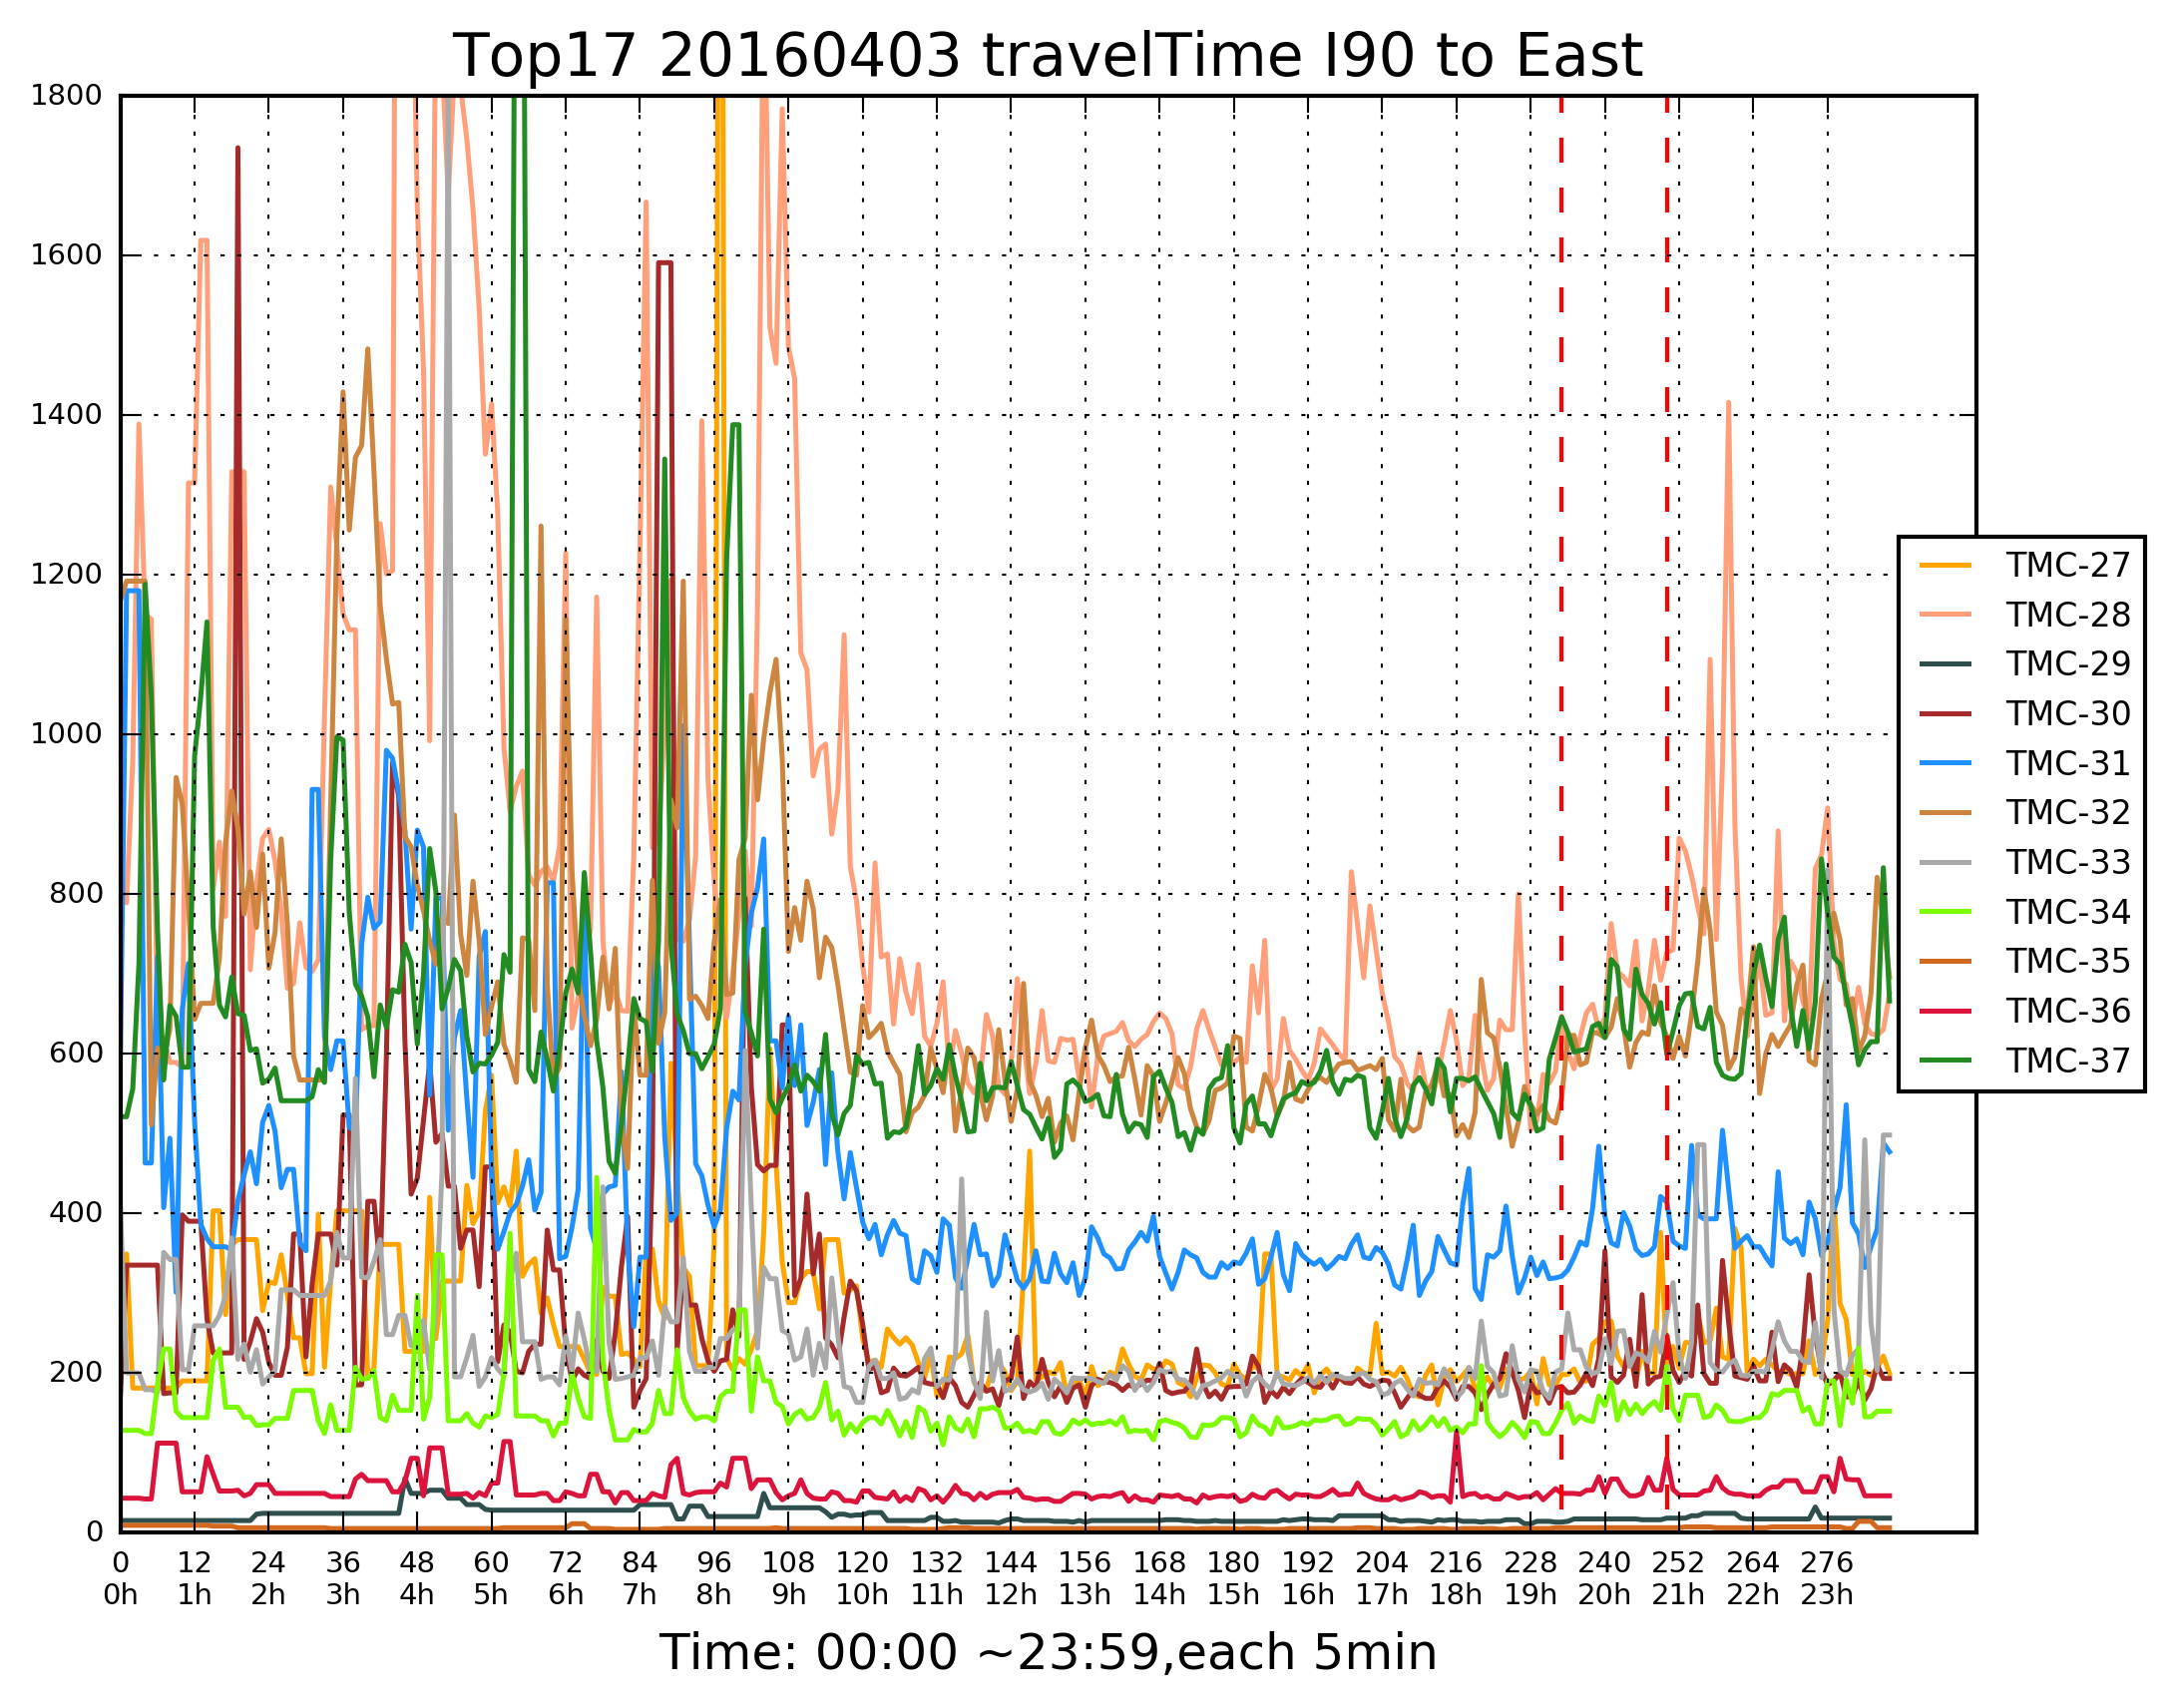 Top17 20160403 travelTime I90 to East
1800
1600
1400
1200
1000
800
600
400
200
0
0 12 24 36 48 60 72 84 96 108 120 132 144 156 168 180 192 204 216 228 240 252 264 276
0h 1h 2h 3h 4h 5h 6h 7h 8h 9h 10h 11h 12h 13h 14h 15h 16h 17h 18h 19h 20h 21h 22h 23h
Time: 00:00 ~23:59,each 5min
TMC-27
TMC-28
TMC-29
TMC-30
TMC-31
TMC-32
TMC-33
TMC-34
TMC-35
TMC-36
TMC-37